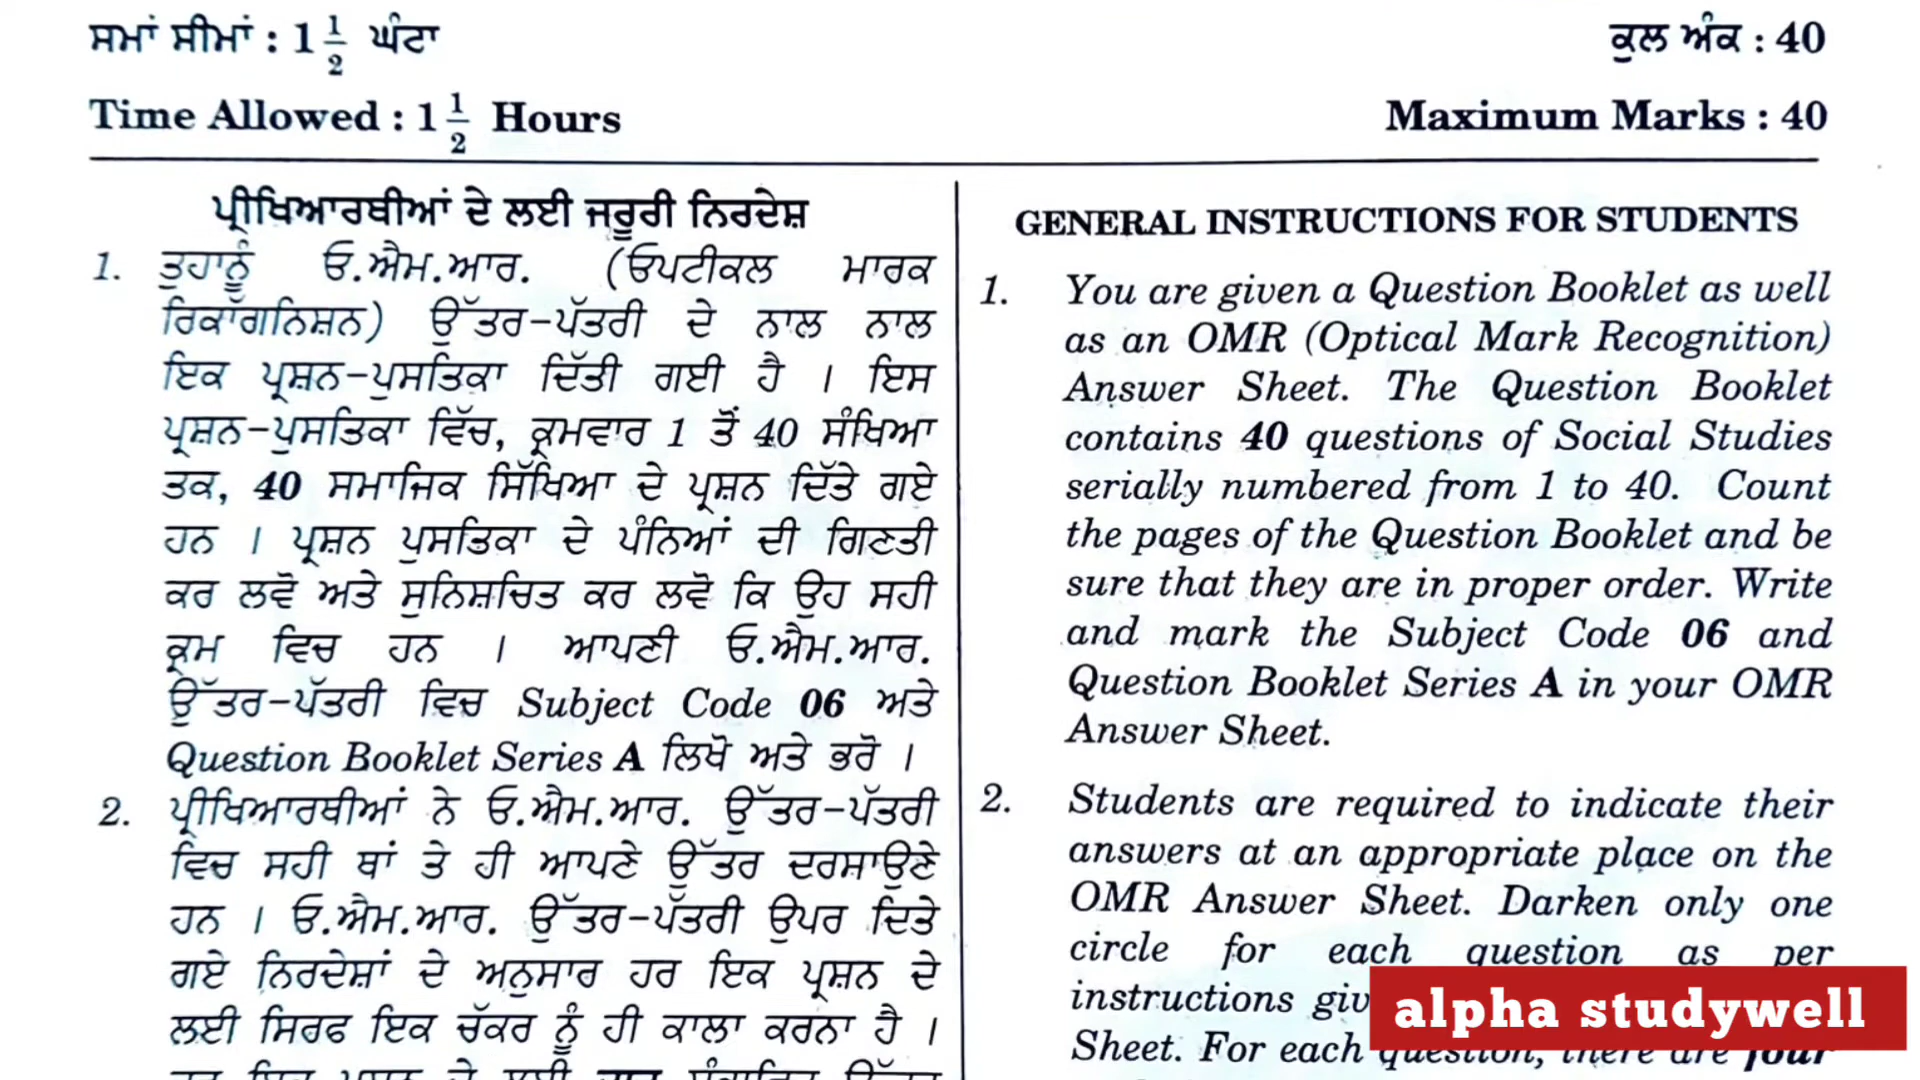 ਸਮਾਂ ਸੀਮਾਂ : 1 1/2 ਘੰਟਾ
ਕੁਲ ਅੰਕ : 40
Time Allowed : 1 1/2 Hours
Maximum Marks : 40
ਪ੍ਰੀਖਿਆਰਥੀਆਂ ਦੇ ਲਈ ਜਰੂਰੀ ਨਿਰਦੇਸ਼
1. ਤੁਹਾਨੂੰ ਓ.ਐਮ.ਆਰ. (ਓਪਟੀਕਲ ਮਾਰਕ
ਰਿਕਾੱਗਨਿਸ਼ਨ) ਉੱਤਰ-ਪੱਤਰੀ ਦੇ ਨਾਲ ਨਾਲ
ਇਕ ਪ੍ਰਸ਼ਨ-ਪੁਸਤਿਕਾ ਦਿੱਤੀ ਗਈ ਹੈ । ਇਸ
ਪ੍ਰਸ਼ਨ-ਪੁਸਤਿਕਾ ਵਿੱਚ, ਕ੍ਰਮਵਾਰ 1 ਤੋਂ 40 ਸੰਖਿਆ
ਤਕ, 40 ਸਮਾਜਿਕ ਸਿੱਖਿਆ ਦੇ ਪ੍ਰਸ਼ਨ ਦਿੱਤੇ ਗਏ
ਹਨ । ਪ੍ਰਸ਼ਨ ਪੁਸਤਿਕਾ ਦੇ ਪੰਨਿਆਂ ਦੀ ਗਿਣਤੀ
ਕਰ ਲਵੋ ਅਤੇ ਸੁਨਿਸ਼ਚਿਤ ਕਰ ਲਵੋ ਕਿ ਉਹ ਸਹੀ
ਕ੍ਰਮ ਵਿਚ ਹਨ । ਆਪਣੀ ਓ.ਐਮ.ਆਰ.
ਉੱਤਰ-ਪੱਤਰੀ ਵਿਚ Subject Code 06 ਅਤੇ
Question Booklet Series A ਲਿਖੋ ਅਤੇ ਭਰੋ ।
2. ਪ੍ਰੀਖਿਆਰਥੀਆਂ ਨੇ ਓ.ਐਮ.ਆਰ. ਉੱਤਰ-ਪੱਤਰੀ
ਵਿਚ ਸਹੀ ਥਾਂ ਤੇ ਹੀ ਆਪਣੇ ਉੱਤਰ ਦਰਸਾਉਣੇ
ਹਨ । ਓ.ਐਮ.ਆਰ. ਉੱਤਰ-ਪੱਤਰੀ ਉਪਰ ਦਿਤੇ
ਗਏ ਨਿਰਦੇਸ਼ਾਂ ਦੇ ਅਨੁਸਾਰ ਹਰ ਇਕ ਪ੍ਰਸ਼ਨ ਦੇ
ਲਈ ਸਿਰਫ ਇਕ ਚੱਕਰ ਨੂੰ ਹੀ ਕਾਲਾ ਕਰਨਾ ਹੈ ।
GENERAL INSTRUCTIONS FOR STUDENTS
1. You are given a Question Booklet as well
as an OMR (Optical Mark Recognition)
Answer Sheet. The Question Booklet
contains 40 questions of Social Studies
serially numbered from 1 to 40. Count
the pages of the Question Booklet and be
sure that they are in proper order. Write
and mark the Subject Code 06 and
Question Booklet Series A in your OMR
Answer Sheet.
2. Students are required to indicate their
answers at an appropriate place on the
OMR Answer Sheet. Darken only one
circle for each question as per
instructions giv
Sheet. For each question, there are four
alpha studywell